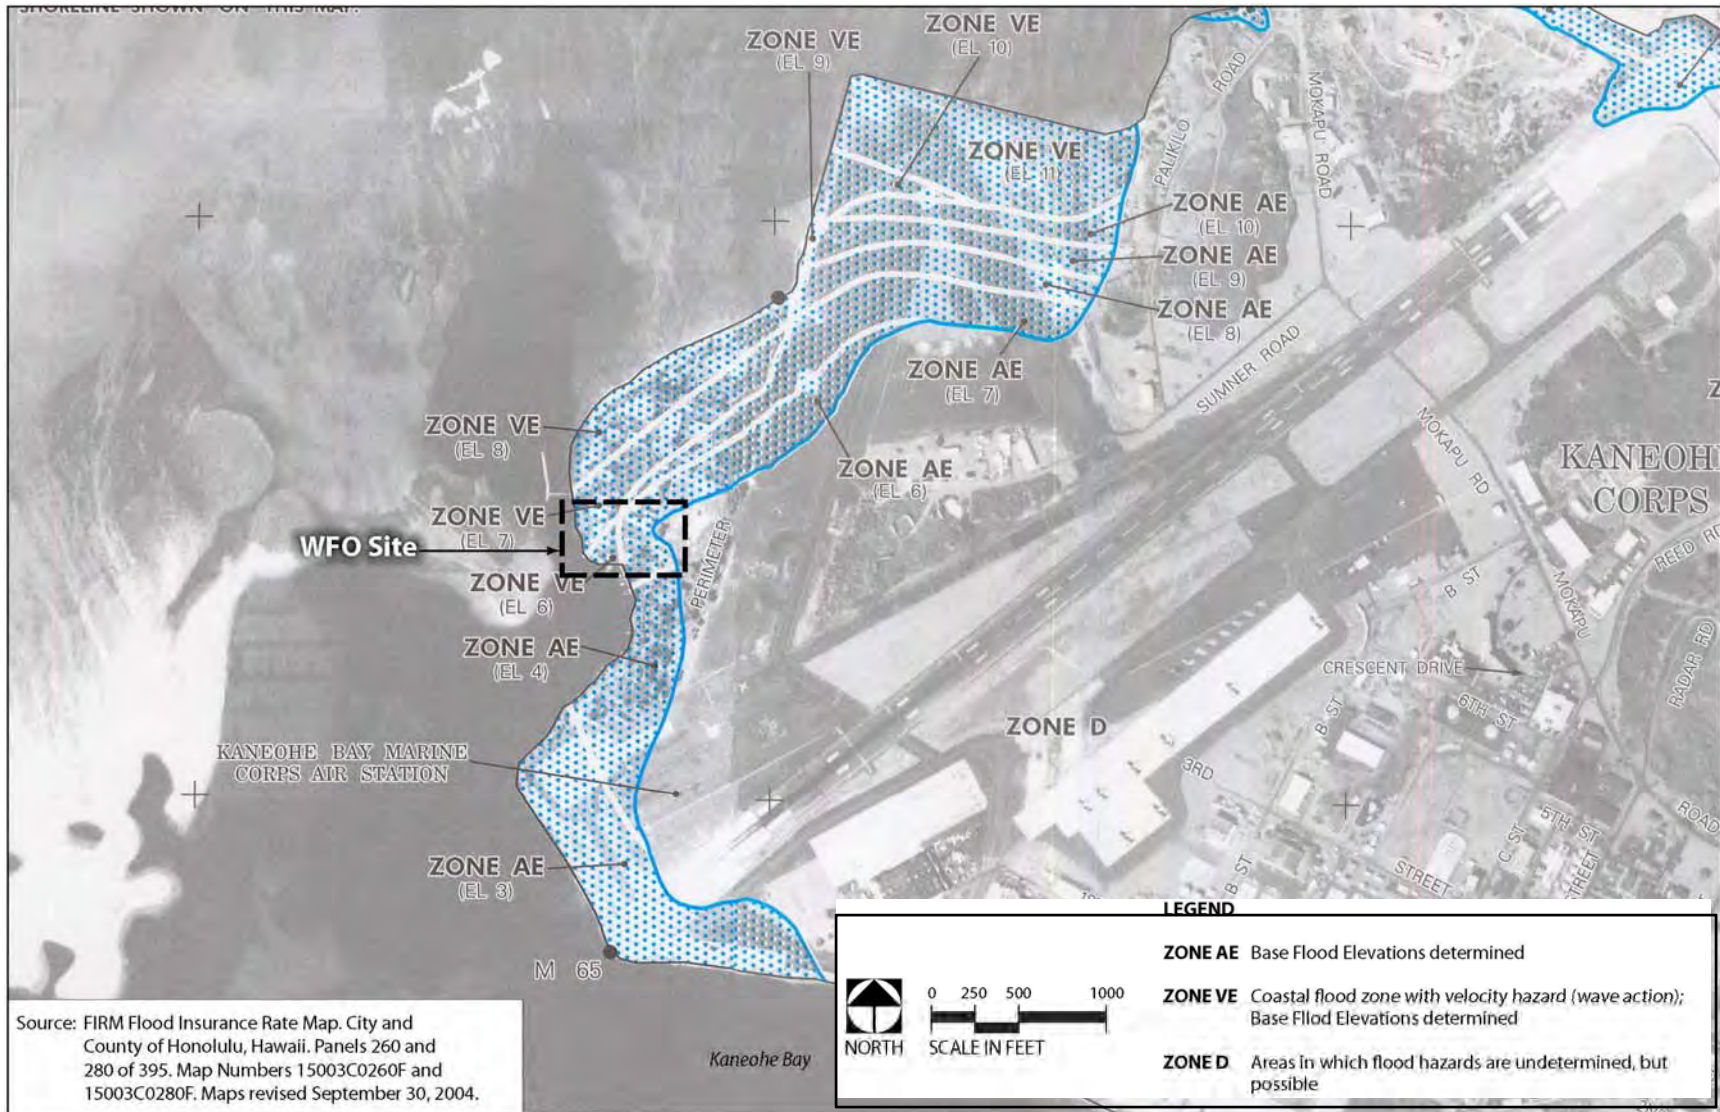 SHORELINE SHOWN ON THIS MAP.
ZONE VE
(EL 9)
ZONE VE
(EL 10)
ZONE VE
(EL 11)
PALIKILO
ROAD
MOKAPU ROAD
ZONE AE
(EL 10)
ZONE AE
(EL 9)
ZONE AE
(EL 8)
ZONE AE
(EL 7)
SUMNER ROAD
MOKAPU RD
ZONE VE
(EL 8)
ZONE AE
(EL 6)
KANEOHE
CORPS
ZONE VE
(EL 7)
WFO Site
ZONE VE
(EL 6)
PERIMETER
REED RD
B ST
MOKAPU
RADAR RD
ZONE AE
(EL 4)
CRESCENT DRIVE
6TH ST
B ST
ZONE D
KANEOHE BAY MARINE
CORPS AIR STATION
3RD
STREET
5TH ST
ROAD
C ST
STREET
B ST
ZONE AE
(EL 3)
M 65
Kaneohe Bay
Source: FIRM Flood Insurance Rate Map. City and
County of Honolulu, Hawaii. Panels 260 and
280 of 395. Map Numbers 15003C0260F and
15003C0280F. Maps revised September 30, 2004.
LEGEND
ZONE AE Base Flood Elevations determined
ZONE VE Coastal flood zone with velocity hazard (wave action);
Base Fllod Elevations determined
ZONE D Areas in which flood hazards are undetermined, but
possible
0 250 500 1000
NORTH SCALE IN FEET